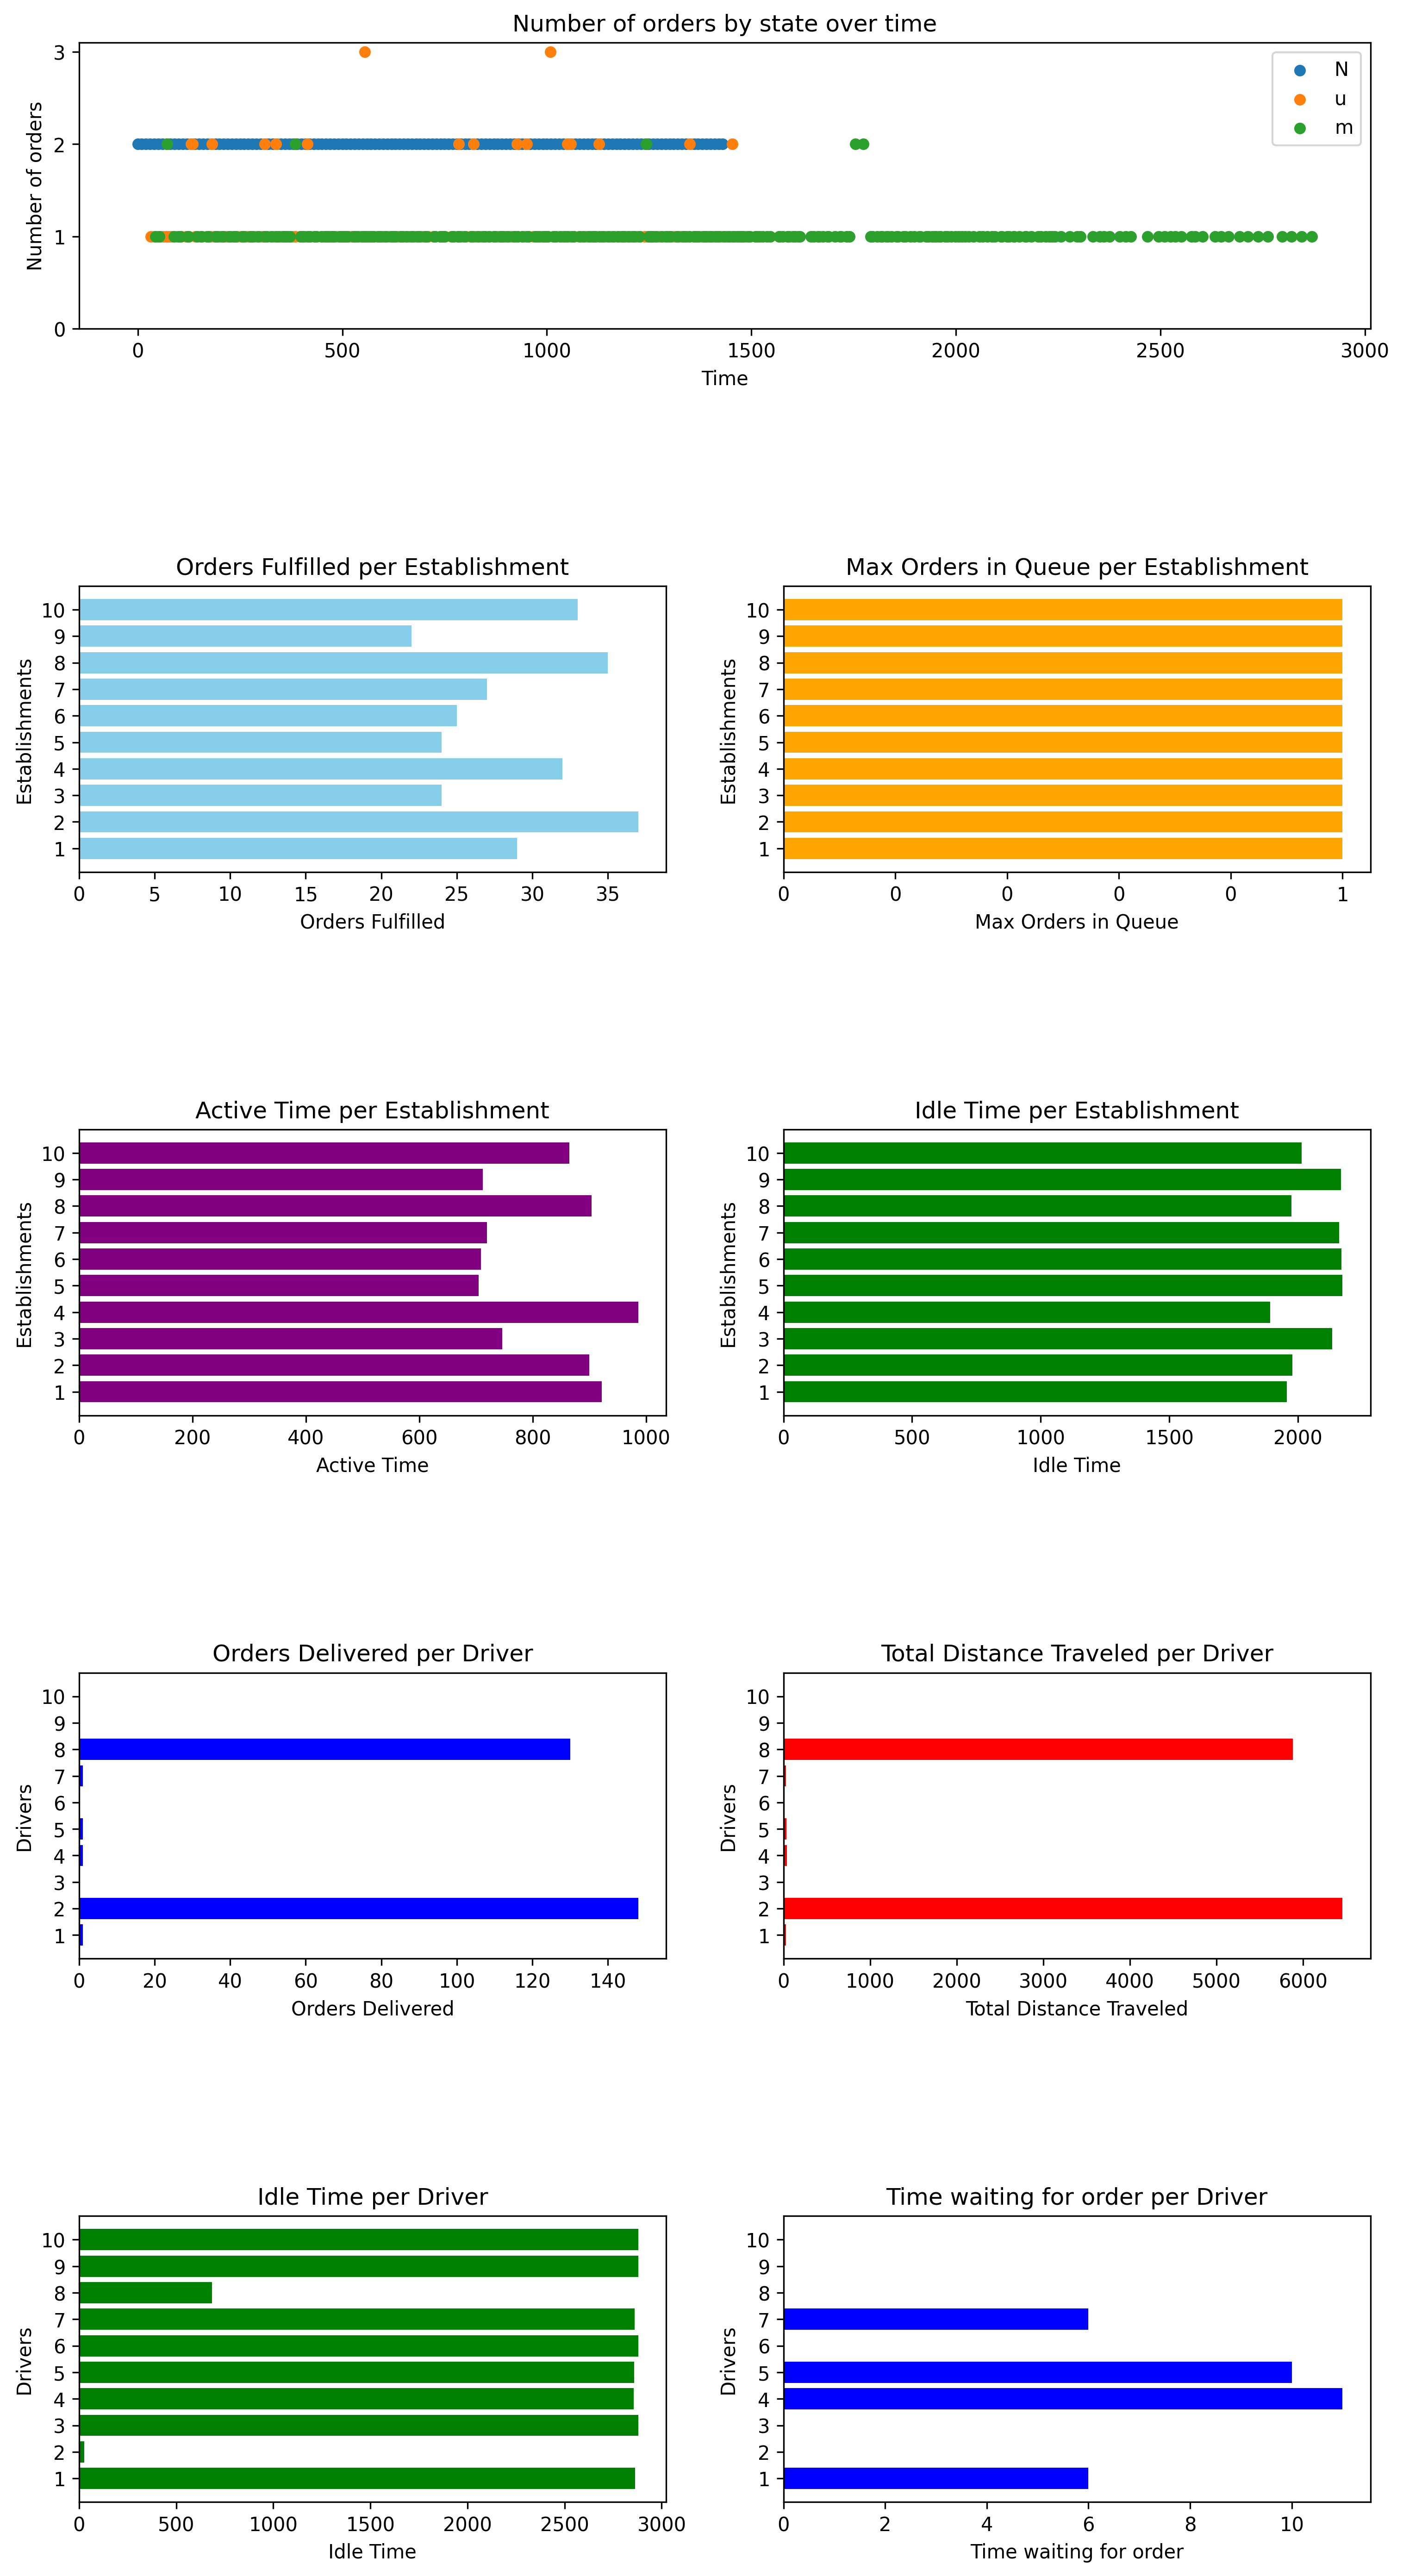 Number of orders by state over time
Number of orders
3
2
1
0
N
u
m
0 500 1000 1500 2000 2500 3000
Time
Orders Fulfilled per Establishment
Establishments
10
9
8
7
6
5
4
3
2
1
0 5 10 15 20 25 30 35
Orders Fulfilled
Max Orders in Queue per Establishment
Establishments
10
9
8
7
6
5
4
3
2
1
0 0 0 0 0 1
Max Orders in Queue
Active Time per Establishment
Establishments
10
9
8
7
6
5
4
3
2
1
0 200 400 600 800 1000
Active Time
Idle Time per Establishment
Establishments
10
9
8
7
6
5
4
3
2
1
0 500 1000 1500 2000
Idle Time
Orders Delivered per Driver
Drivers
10
9
8
7
6
5
4
3
2
1
0 20 40 60 80 100 120 140
Orders Delivered
Total Distance Traveled per Driver
Drivers
10
9
8
7
6
5
4
3
2
1
0 1000 2000 3000 4000 5000 6000
Total Distance Traveled
Idle Time per Driver
Drivers
10
9
8
7
6
5
4
3
2
1
0 500 1000 1500 2000 2500 3000
Idle Time
Time waiting for order per Driver
Drivers
10
9
8
7
6
5
4
3
2
1
0 2 4 6 8 10
Time waiting for order